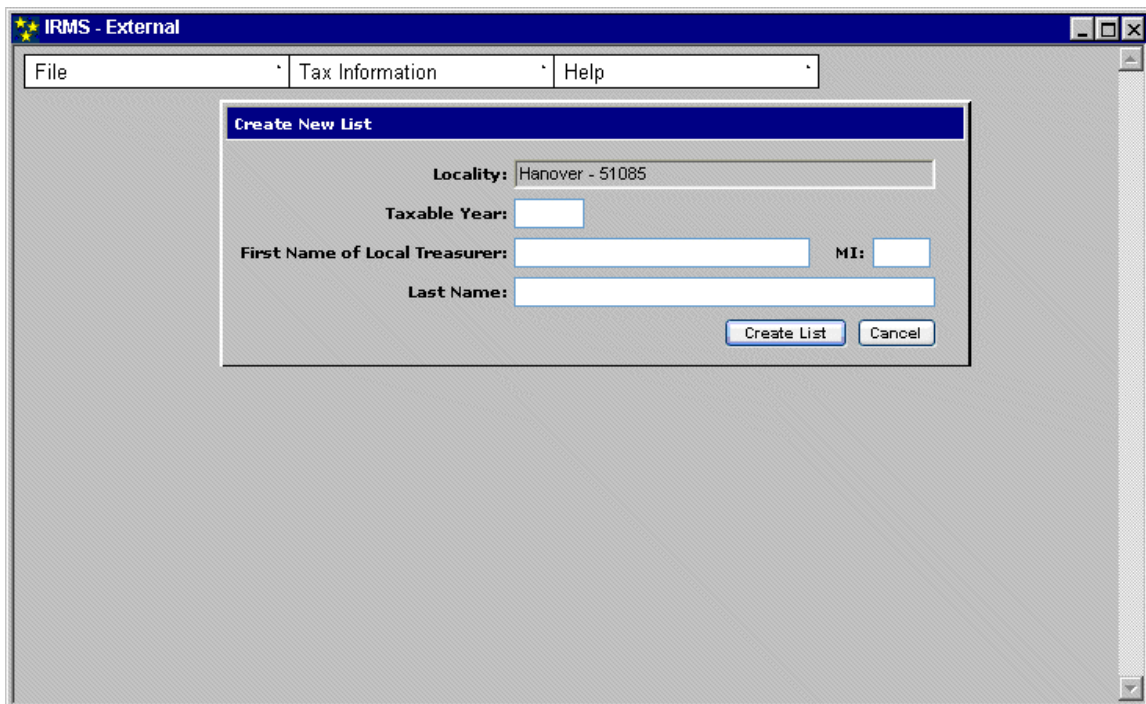 IRMS - External
File Tax Information Help
Create New List
Locality: Hanover - 51085
Taxable Year:
First Name of Local Treasurer: MI:
Last Name:
Create List Cancel